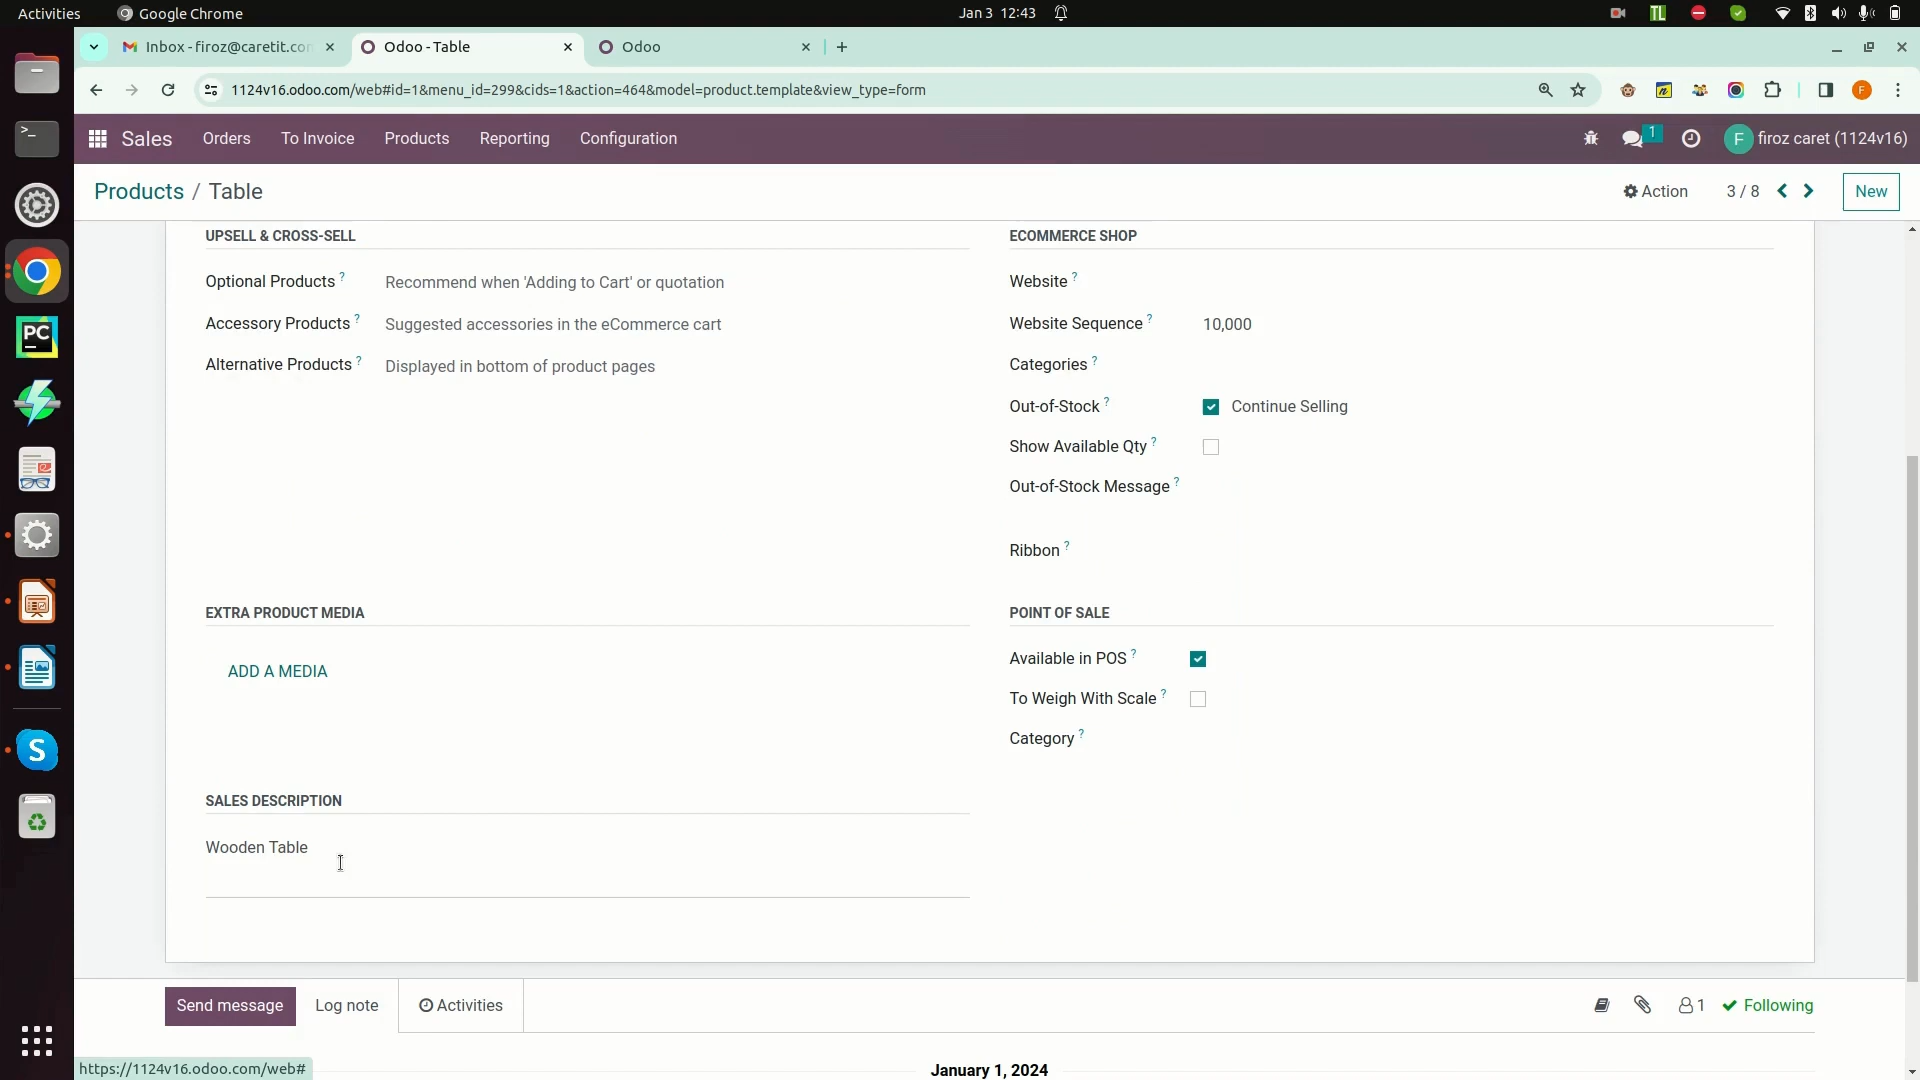 Activities
Google Chrome
Jan 3 12:43
TL
Inbox - firoz@caretit.co
Odoo - Table
Odoo
1124v16.odoo.com/web#id=1&menu_id=299&cids=1&action=464&model=product.template&view_type=form
F
Sales
Orders
To Invoice
Products
Reporting
Configuration
1
F
firoz caret (1124v16)
Products / Table
Action
3 / 8
New
UPSELL & CROSS-SELL
Optional Products ?
Recommend when 'Adding to Cart' or quotation
Accessory Products ?
Suggested accessories in the eCommerce cart
Alternative Products ?
Displayed in bottom of product pages
ECOMMERCE SHOP
Website ?
Website Sequence ?
10,000
Categories ?
Out-of-Stock ?
Continue Selling
Show Available Qty ?
Out-of-Stock Message ?
Ribbon ?
EXTRA PRODUCT MEDIA
ADD A MEDIA
POINT OF SALE
Available in POS ?
To Weigh With Scale ?
Category ?
SALES DESCRIPTION
Wooden Table
Send message
Log note
Activities
1
Following
January 1, 2024
https://1124v16.odoo.com/web#
PC
S